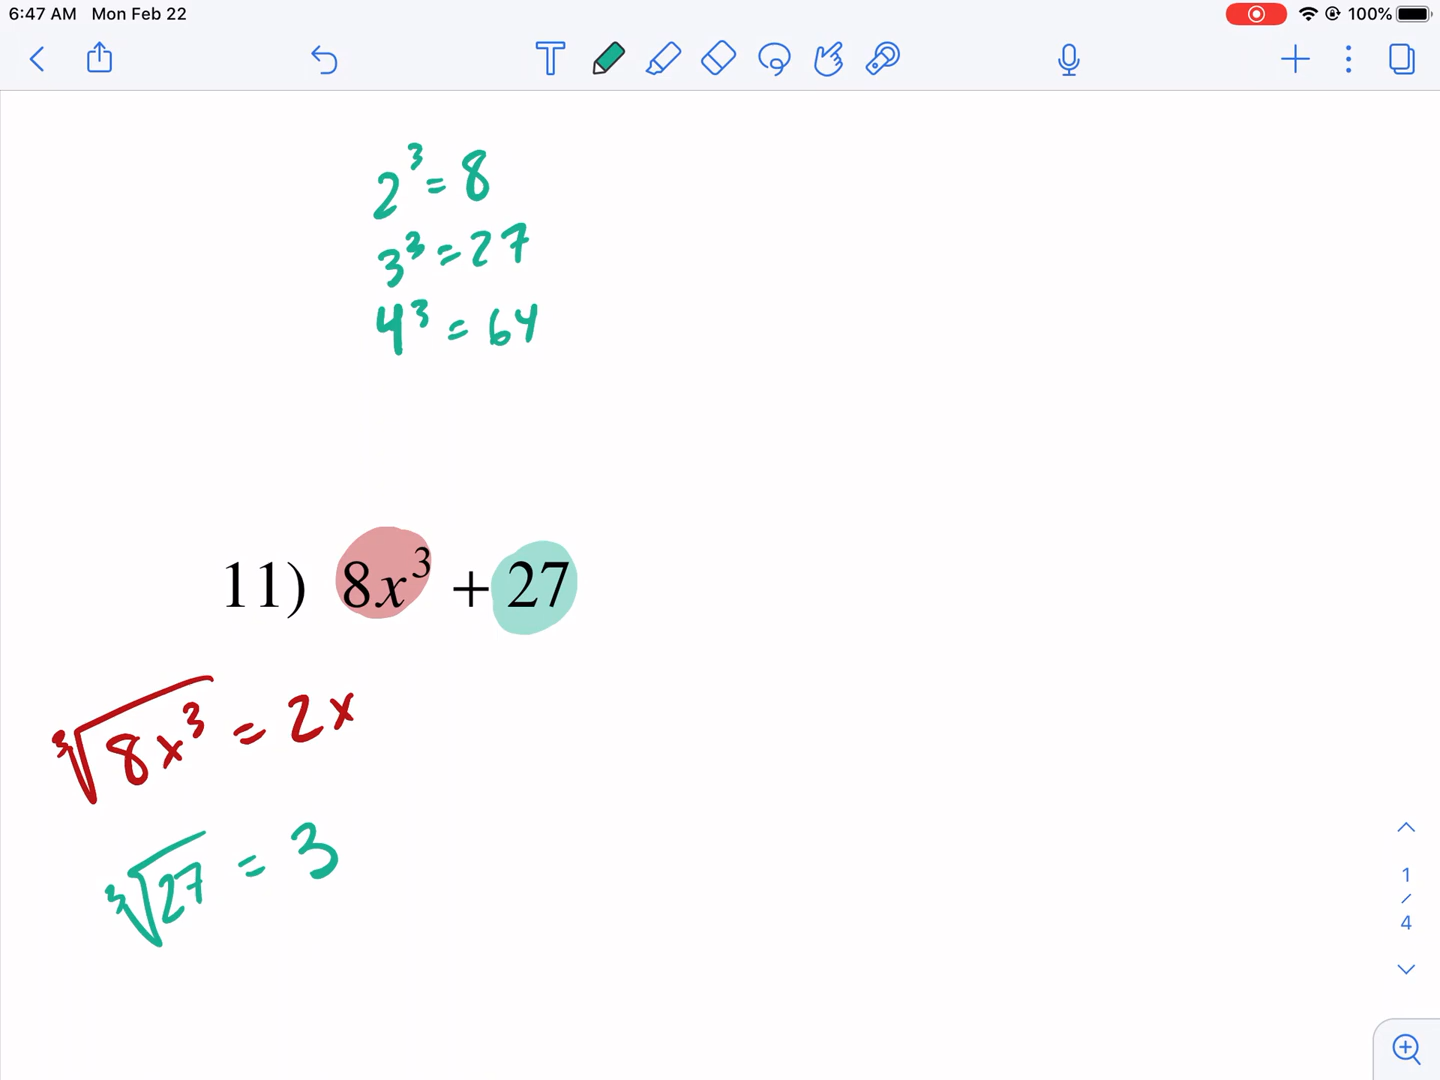 6:47 AM Mon Feb 22
100%
T
2³ = 8
3³ = 27
4³ = 64
11) 8x³ + 27
∛8x³ = 2x
∛27 = 3
1
/
4